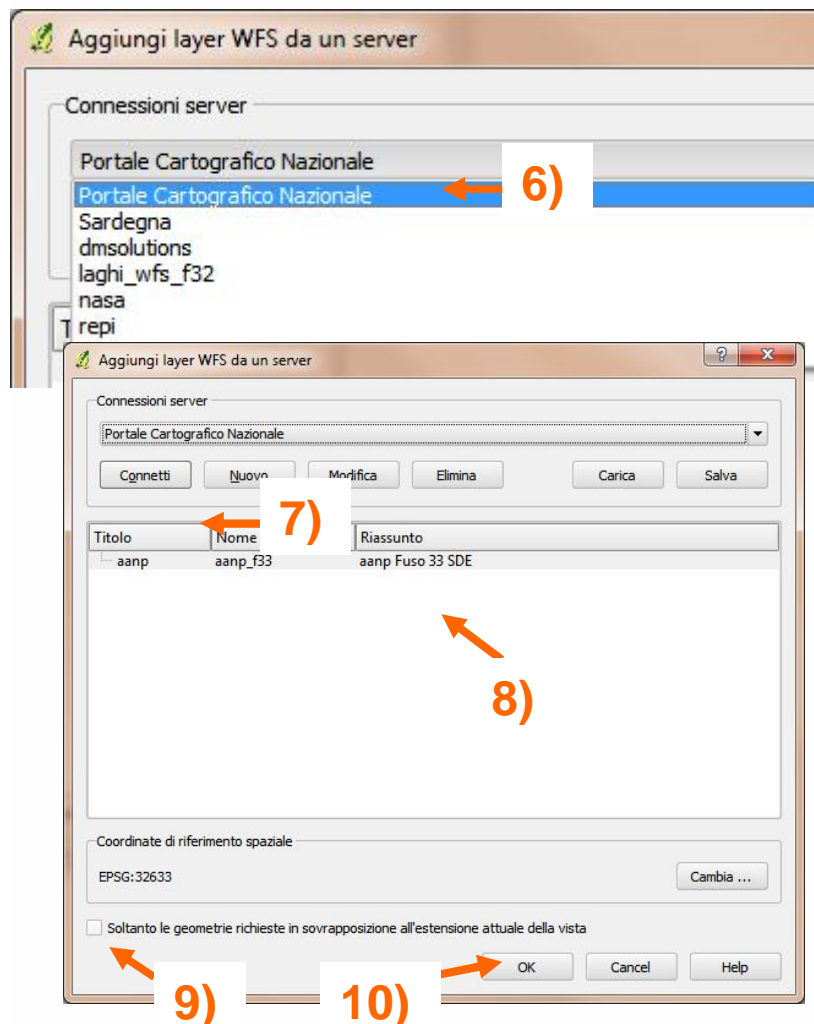 Aggiungi layer WFS da un server
Connessioni server
Portale Cartografico Nazionale
Portale Cartografico Nazionale
6)
Sardegna
dmsolutions
laghi_wfs_f32
nasa
repi
T
Aggiungi layer WFS da un server
Connessioni server
Portale Cartografico Nazionale
Connetti Nuovo Modifica Elimina Carica Salva
7)
Titolo Nome Riassunto
aanp aanp_f33 aanp Fuso 33 SDE
8)
Coordinate di riferimento spaziale
EPSG:32633 Cambia ...
Soltanto le geometrie richieste in sovrapposizione all'estensione attuale della vista
OK Cancel Help
9) 10)